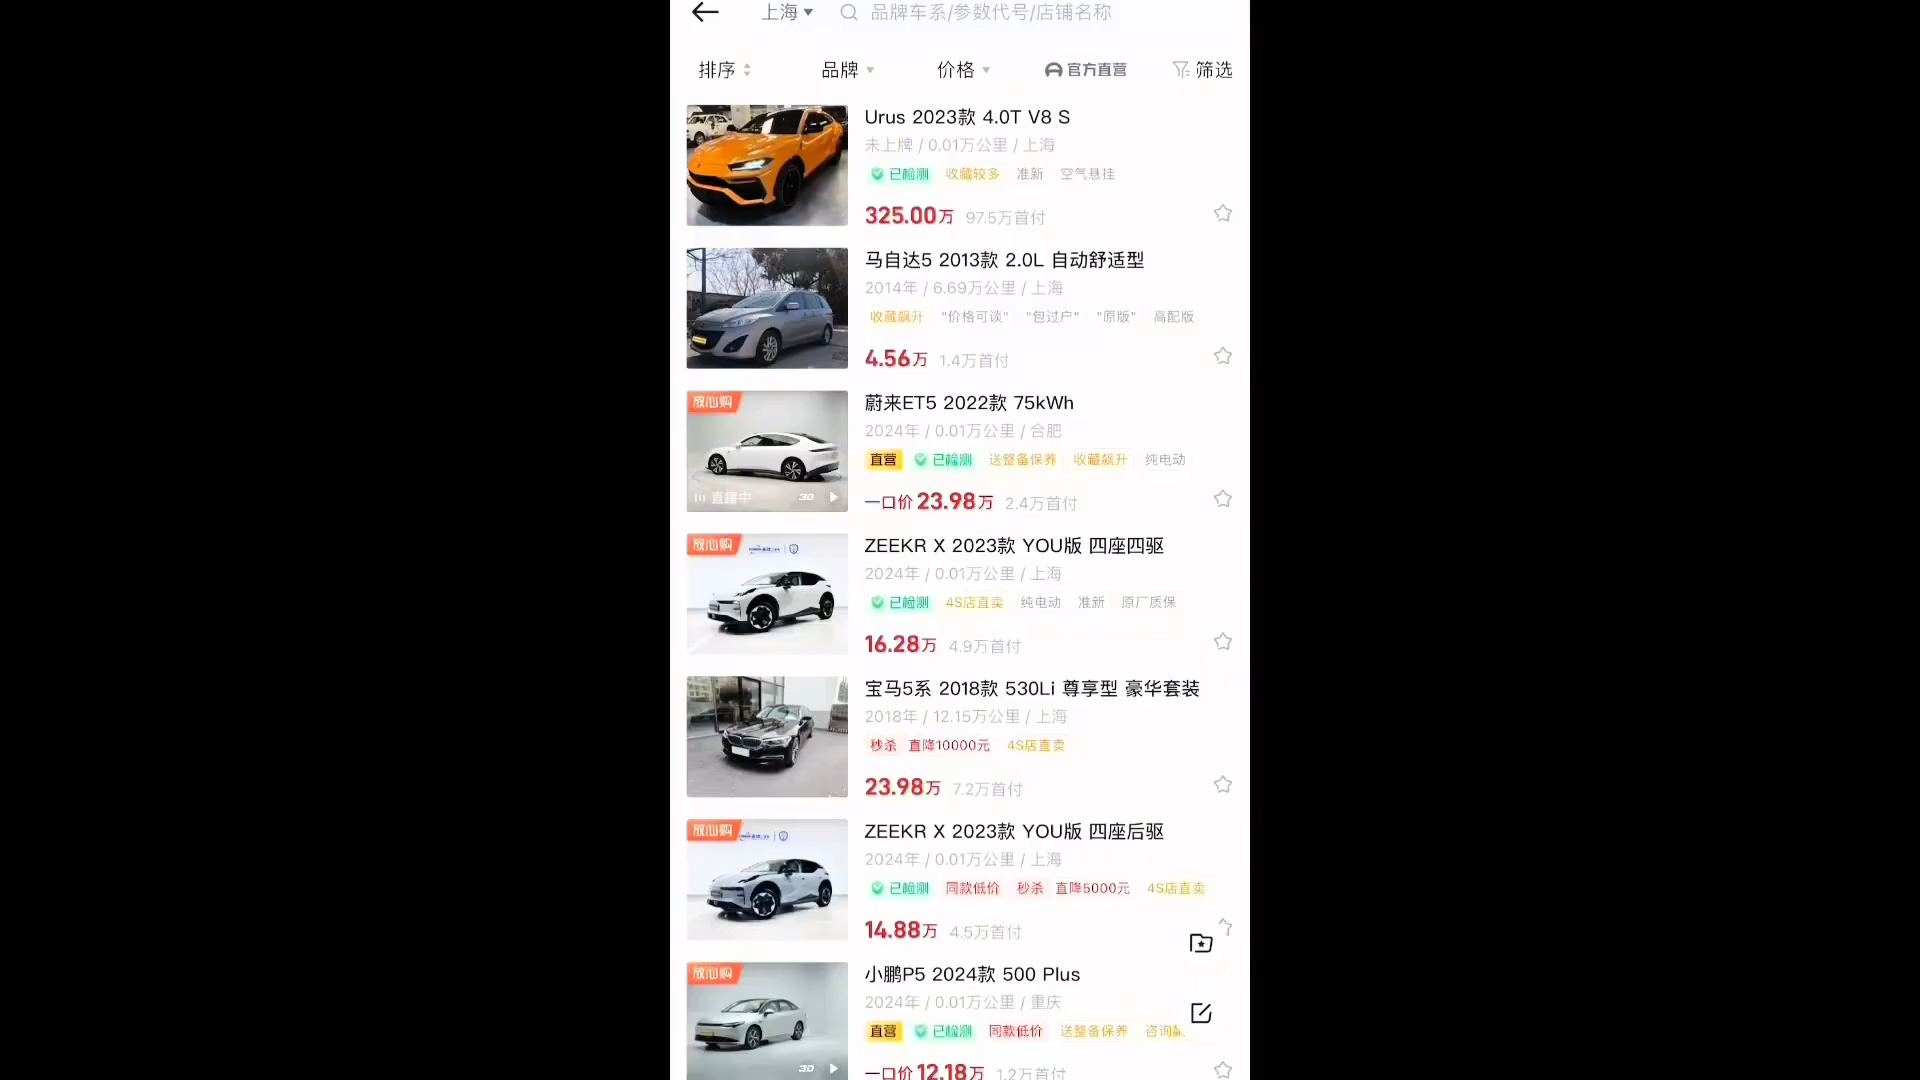 上海
品牌车系/参数代号/店铺名称
排序 品牌 价格 官方直营 筛选
Urus 2023款 4.0T V8 S
未上牌 / 0.01万公里 / 上海
已检测 收藏较多 准新 空气悬挂
325.00万 97.5万首付
马自达5 2013款 2.0L 自动舒适型
2014年 / 6.69万公里 / 上海
收藏飙升 "价格可谈" "包过户" "原版" 高配版
4.56万 1.4万首付
放心购
直播中 3D
蔚来ET5 2022款 75kWh
2024年 / 0.01万公里 / 合肥
直营 已检测 送整备保养 收藏飙升 纯电动
一口价 23.98万 2.4万首付
放心购
ZEEKR X 2023款 YOU版 四座四驱
2024年 / 0.01万公里 / 上海
已检测 4S店直卖 纯电动 准新 原厂质保
16.28万 4.9万首付
宝马5系 2018款 530Li 尊享型 豪华套装
2018年 / 12.15万公里 / 上海
秒杀 直降10000元 4S店直卖
23.98万 7.2万首付
放心购
ZEEKR X 2023款 YOU版 四座后驱
2024年 / 0.01万公里 / 上海
已检测 同款低价 秒杀 直降5000元 4S店直卖
14.88万 4.5万首付
放心购
3D
小鹏P5 2024款 500 Plus
2024年 / 0.01万公里 / 重庆
直营 已检测 同款低价 送整备保养 咨询
一口价 12.18万 1.2万首付